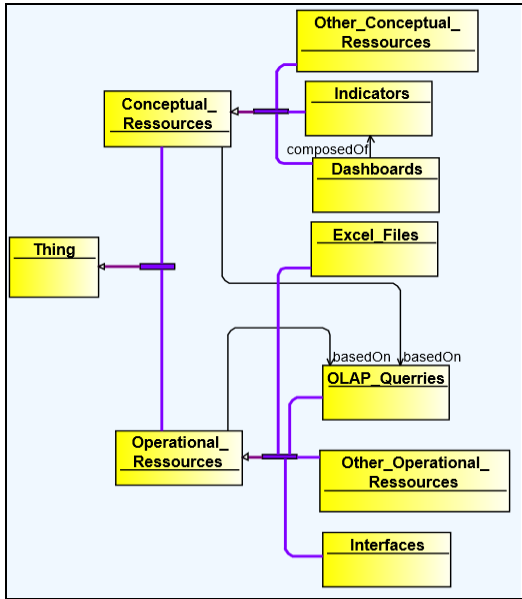 Other_Conceptual_
Ressources
Conceptual_
Ressources
Indicators
composedOf
Dashboards
Excel_Files
Thing
basedOn
basedOn
OLAP_Querries
Operational_
Ressources
Other_Operational_
Ressources
Interfaces